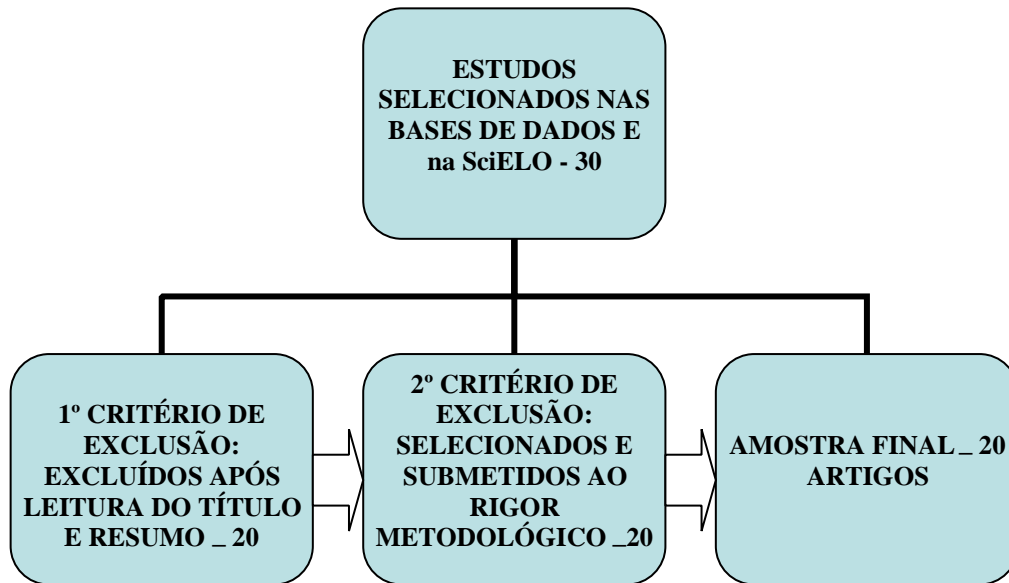 ESTUDOS
SELECIONADOS NAS
BASES DE DADOS E
na SciELO - 30
1º CRITÉRIO DE
EXCLUSÃO:
EXCLUÍDOS APÓS
LEITURA DO TÍTULO
E RESUMO _ 20
2º CRITÉRIO DE
EXCLUSÃO:
SELECIONADOS E
SUBMETIDOS AO
RIGOR
METODOLÓGICO _20
AMOSTRA FINAL _ 20
ARTIGOS